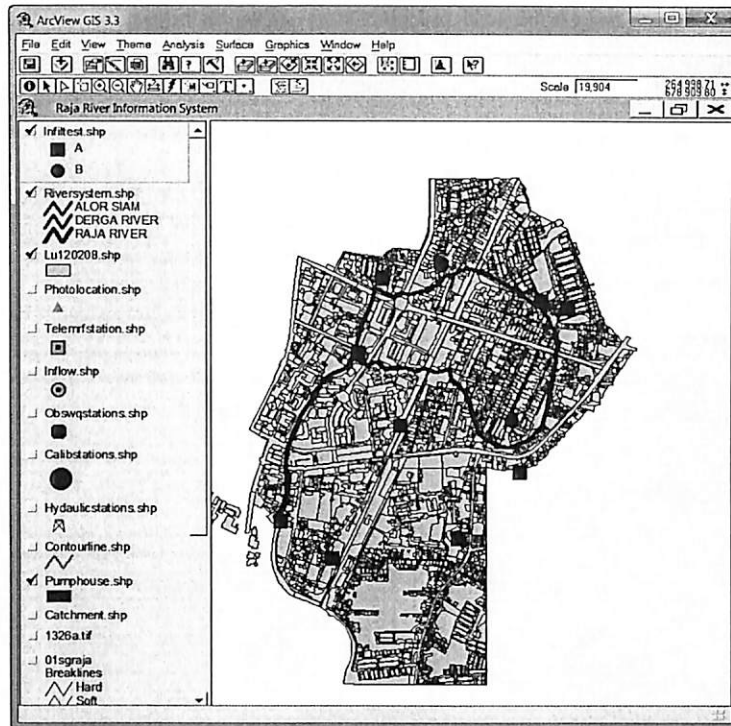 ArcView GIS 3.3
File Edit View Theme Analysis Surface Graphics Window Help
Scale 19,904
Raja River Information System
Infiltest.shp
A
B
Riversystem.shp
ALOR SIAM
DERGA RIVER
RAJA RIVER
Lu120208.shp
Photolocation.shp
Telemrfstation.shp
Inflow.shp
Obswqstations.shp
Calibstations.shp
Hydaulicstations.shp
Contourline.shp
Pumphouse.shp
Catchment.shp
1326a.tif
01sgraja
Breaklines
Hard
Soft